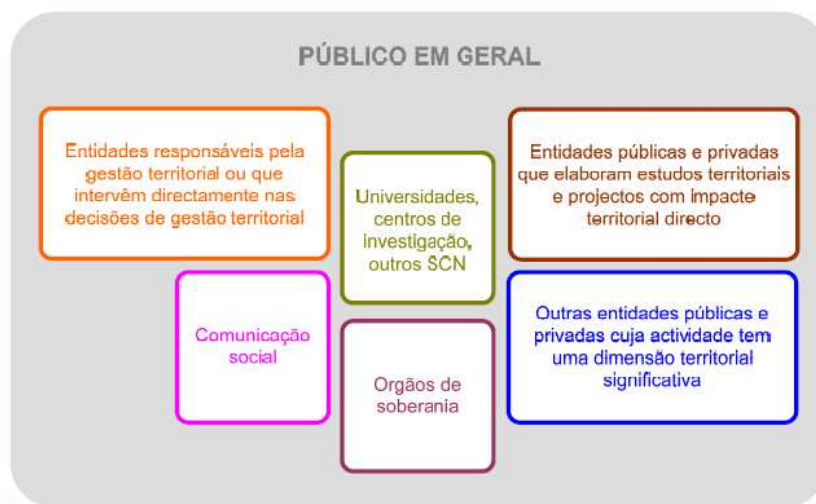 PÚBLICO EM GERAL
Entidades responsáveis pela
gestão territorial ou que
intervêm directamente nas
decisões de gestão territorial
Universidades,
centros de
investigação,
outros SCN
Entidades públicas e privadas
que elaboram estudos territoriais
e projectos com impacte
territorial directo
Comunicação
social
Orgãos de
soberania
Outras entidades públicas e
privadas cuja actividade tem
uma dimensão territorial
significativa